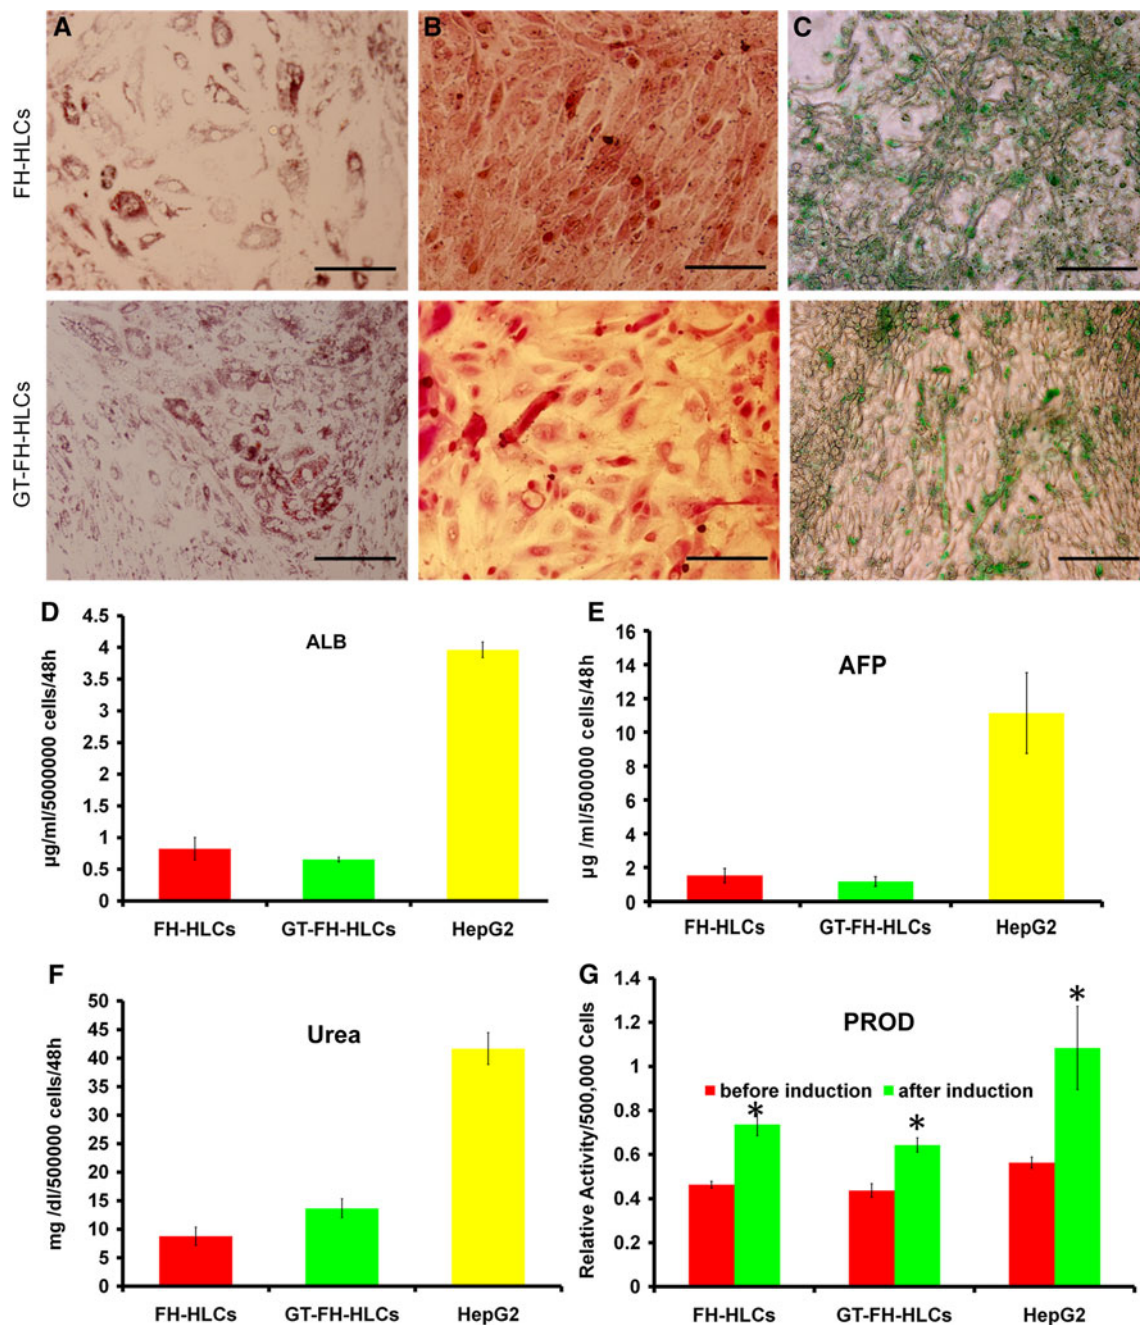 A
B
C
FH-HLCs
GT-FH-HLCs
D
ALB
µg/ml/5000000 cells/48h
4.5
4
3.5
3
2.5
2
1.5
1
0.5
0
FH-HLCs GT-FH-HLCs HepG2
E
AFP
µg /ml/500000 cells/48h
16
14
12
10
8
6
4
2
0
FH-HLCs GT-FH-HLCs HepG2
F
Urea
mg /dl/500000 cells/48h
50
45
40
35
30
25
20
15
10
5
0
FH-HLCs GT-FH-HLCs HepG2
G
PROD
Relative Activity/500,000 Cells
1.4
1.2
1
0.8
0.6
0.4
0.2
0
before induction after induction
*
*
*
FH-HLCs GT-FH-HLCs HepG2